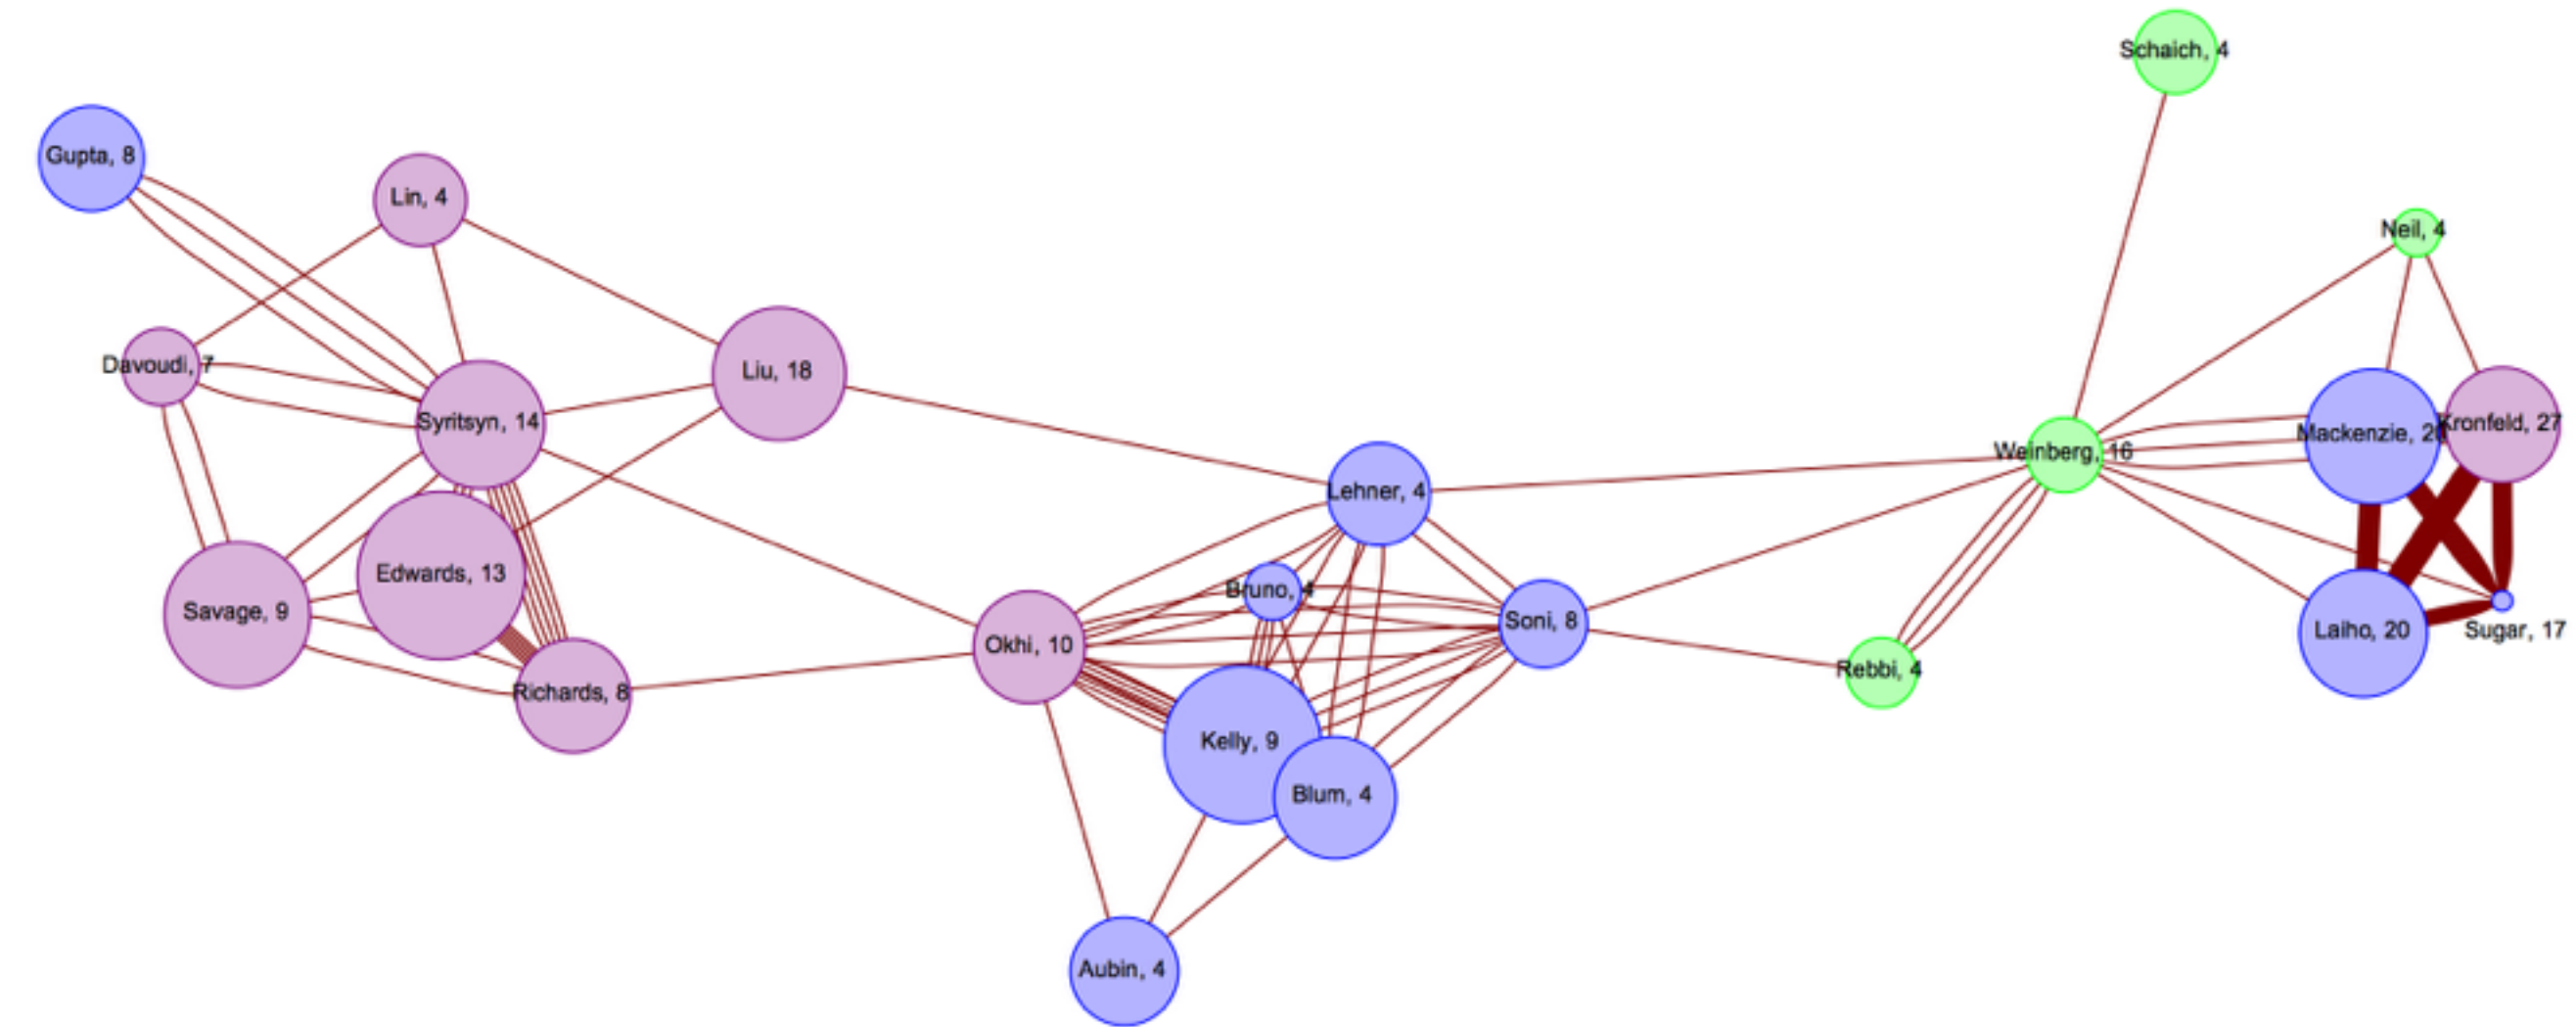 Schaich, 4
Gupta, 8
Lin, 4
Neil, 4
Davoudi, 7
Liu, 18
Syritsyn, 14
Kronfeld, 27
Mackenzie, 2
Weinberg, 16
Lehner, 4
Edwards, 13
Bruno, 4
Savage, 9
Soni, 8
Okhi, 10
Laiho, 20
Sugar, 17
Rebbi, 4
Richards, 8
Kelly, 9
Blum, 4
Aubin, 4